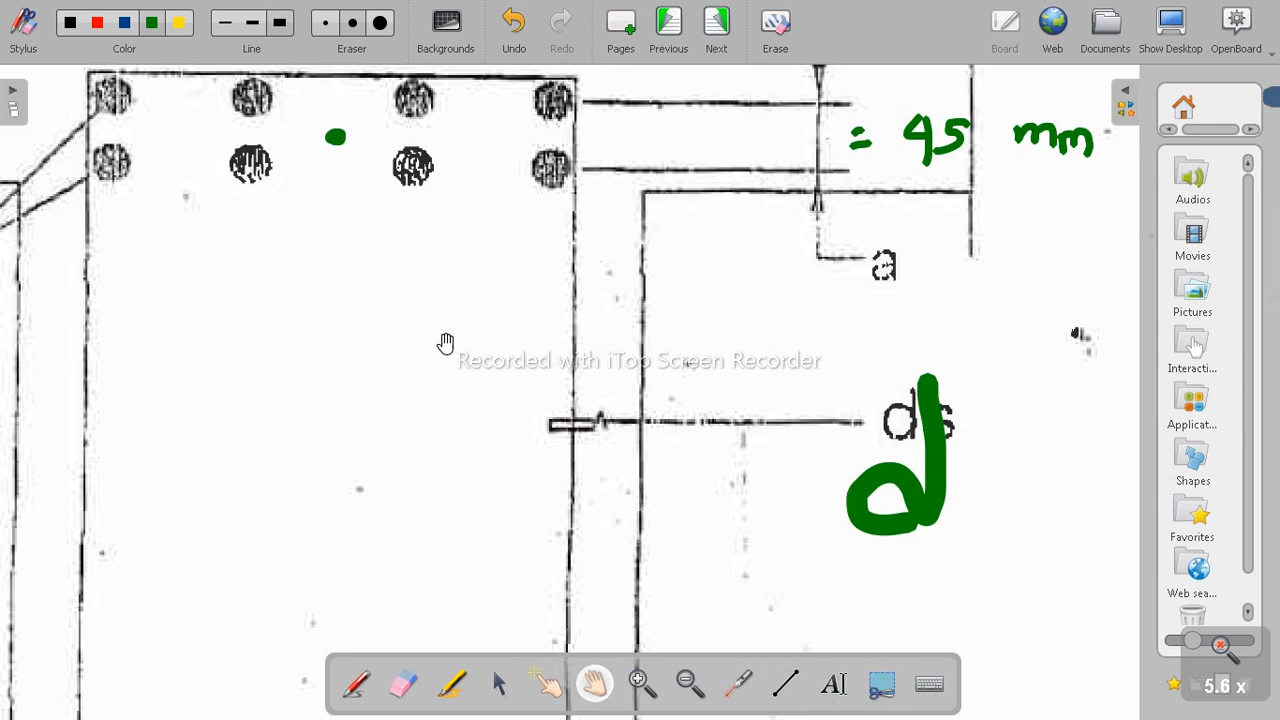 Stylus
Color
Line
Eraser
Backgrounds
Undo
Redo
Pages
Previous
Next
Erase
Board
Web
Documents
Show Desktop
OpenBoard
= 45 mm
a
Recorded with iTop Screen Recorder
ds
d
Audios
Movies
Pictures
Interacti...
Applicat...
Shapes
Favorites
Web sea...
5.6 x
AI